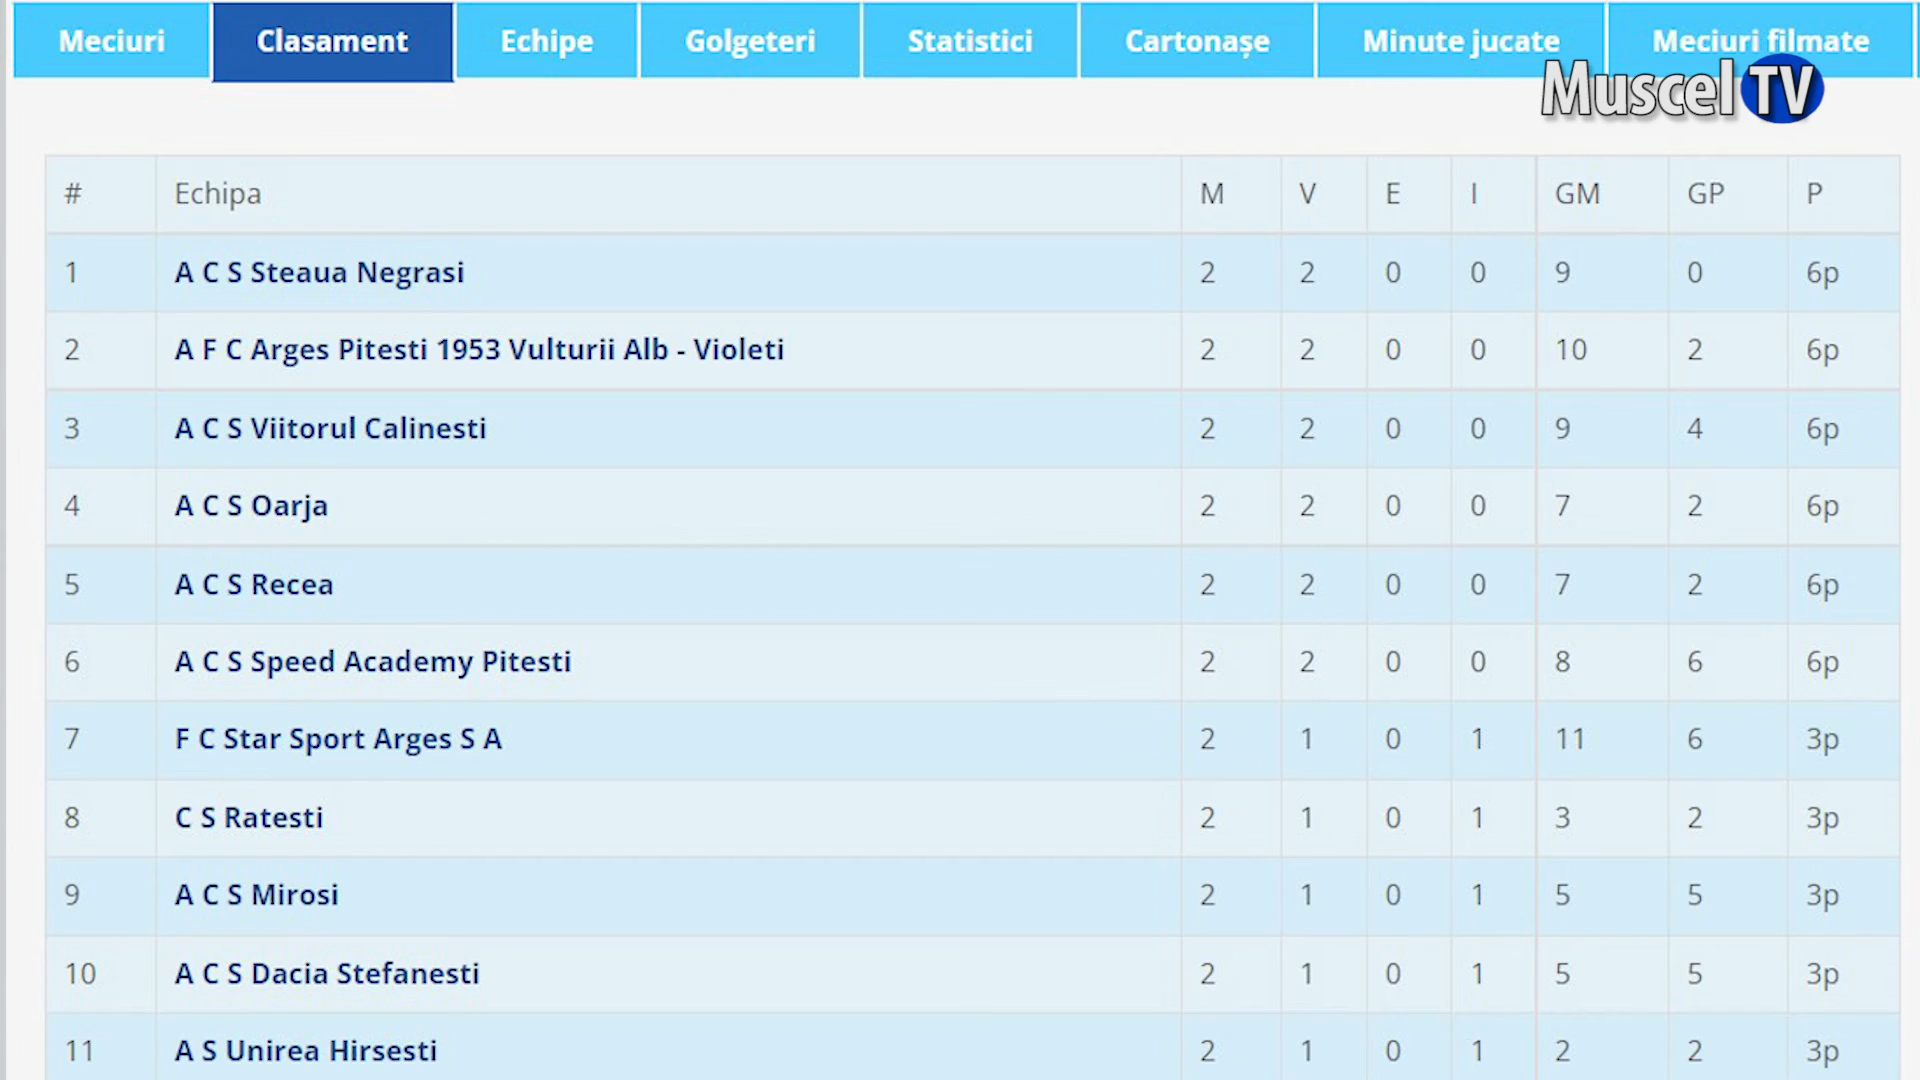 Meciuri Clasament Echipe Golgeteri Statistici Cartonașe Minute jucate Meciuri filmate
Muscel TV
# Echipa M V E I GM GP P
1 A C S Steaua Negrasi 2 2 0 0 9 0 6p
2 A F C Arges Pitesti 1953 Vulturii Alb - Violeti 2 2 0 0 10 2 6p
3 A C S Viitorul Calinesti 2 2 0 0 9 4 6p
4 A C S Oarja 2 2 0 0 7 2 6p
5 A C S Recea 2 2 0 0 7 2 6p
6 A C S Speed Academy Pitesti 2 2 0 0 8 6 6p
7 F C Star Sport Arges S A 2 1 0 1 11 6 3p
8 C S Ratesti 2 1 0 1 3 2 3p
9 A C S Mirosi 2 1 0 1 5 5 3p
10 A C S Dacia Stefanesti 2 1 0 1 5 5 3p
11 A S Unirea Hirsesti 2 1 0 1 2 2 3p